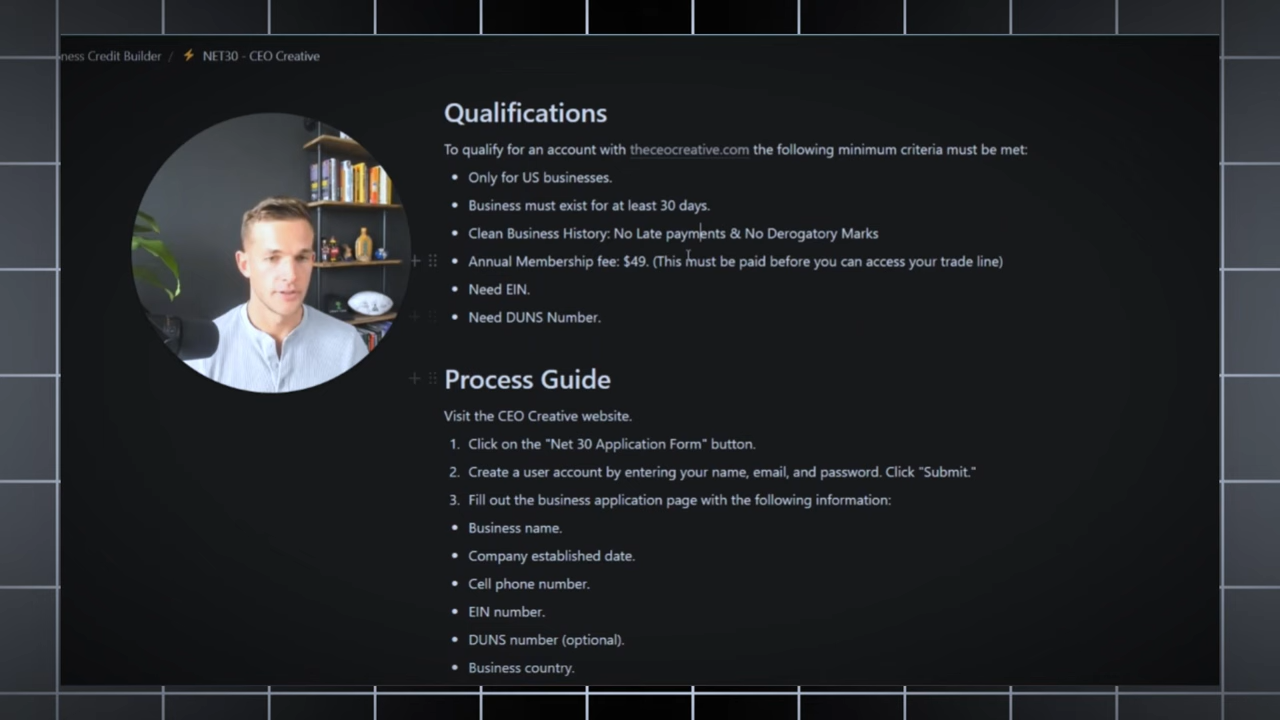 ness Credit Builder / ⚡ NET30 - CEO Creative
Qualifications
To qualify for an account with theceocreative.com the following minimum criteria must be met:
• Only for US businesses.
• Business must exist for at least 30 days.
• Clean Business History: No Late payments & No Derogatory Marks
• Annual Membership fee: $49. (This must be paid before you can access your trade line)
• Need EIN.
• Need DUNS Number.
Process Guide
Visit the CEO Creative website.
1. Click on the "Net 30 Application Form" button.
2. Create a user account by entering your name, email, and password. Click "Submit."
3. Fill out the business application page with the following information:
• Business name.
• Company established date.
• Cell phone number.
• EIN number.
• DUNS number (optional).
• Business country.